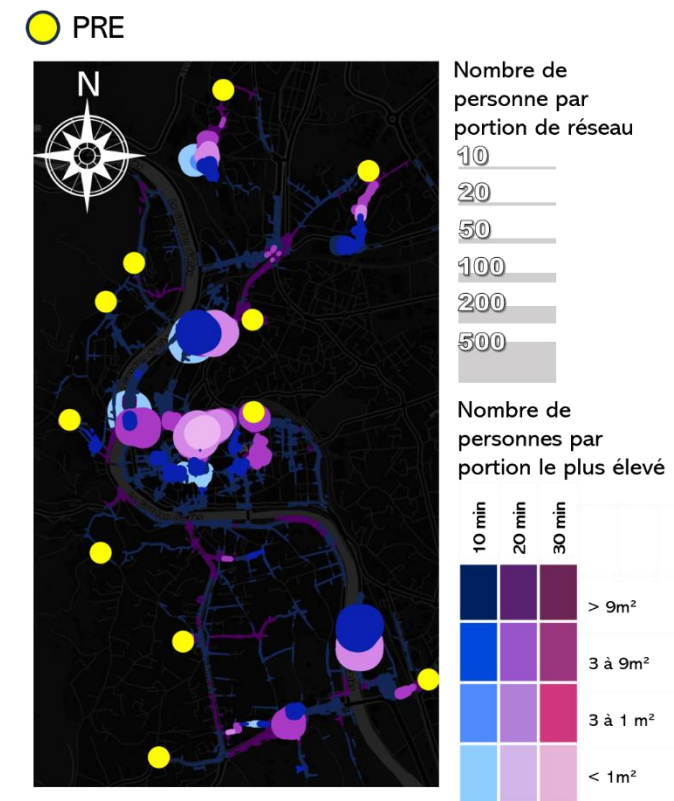 PRE
N
Nombre de
personne par
portion de réseau
10
20
50
100
200
500
Nombre de
personnes par
portion le plus élevé
10 min
20 min
30 min
> 9m²
3 à 9m²
3 à 1 m²
< 1m²